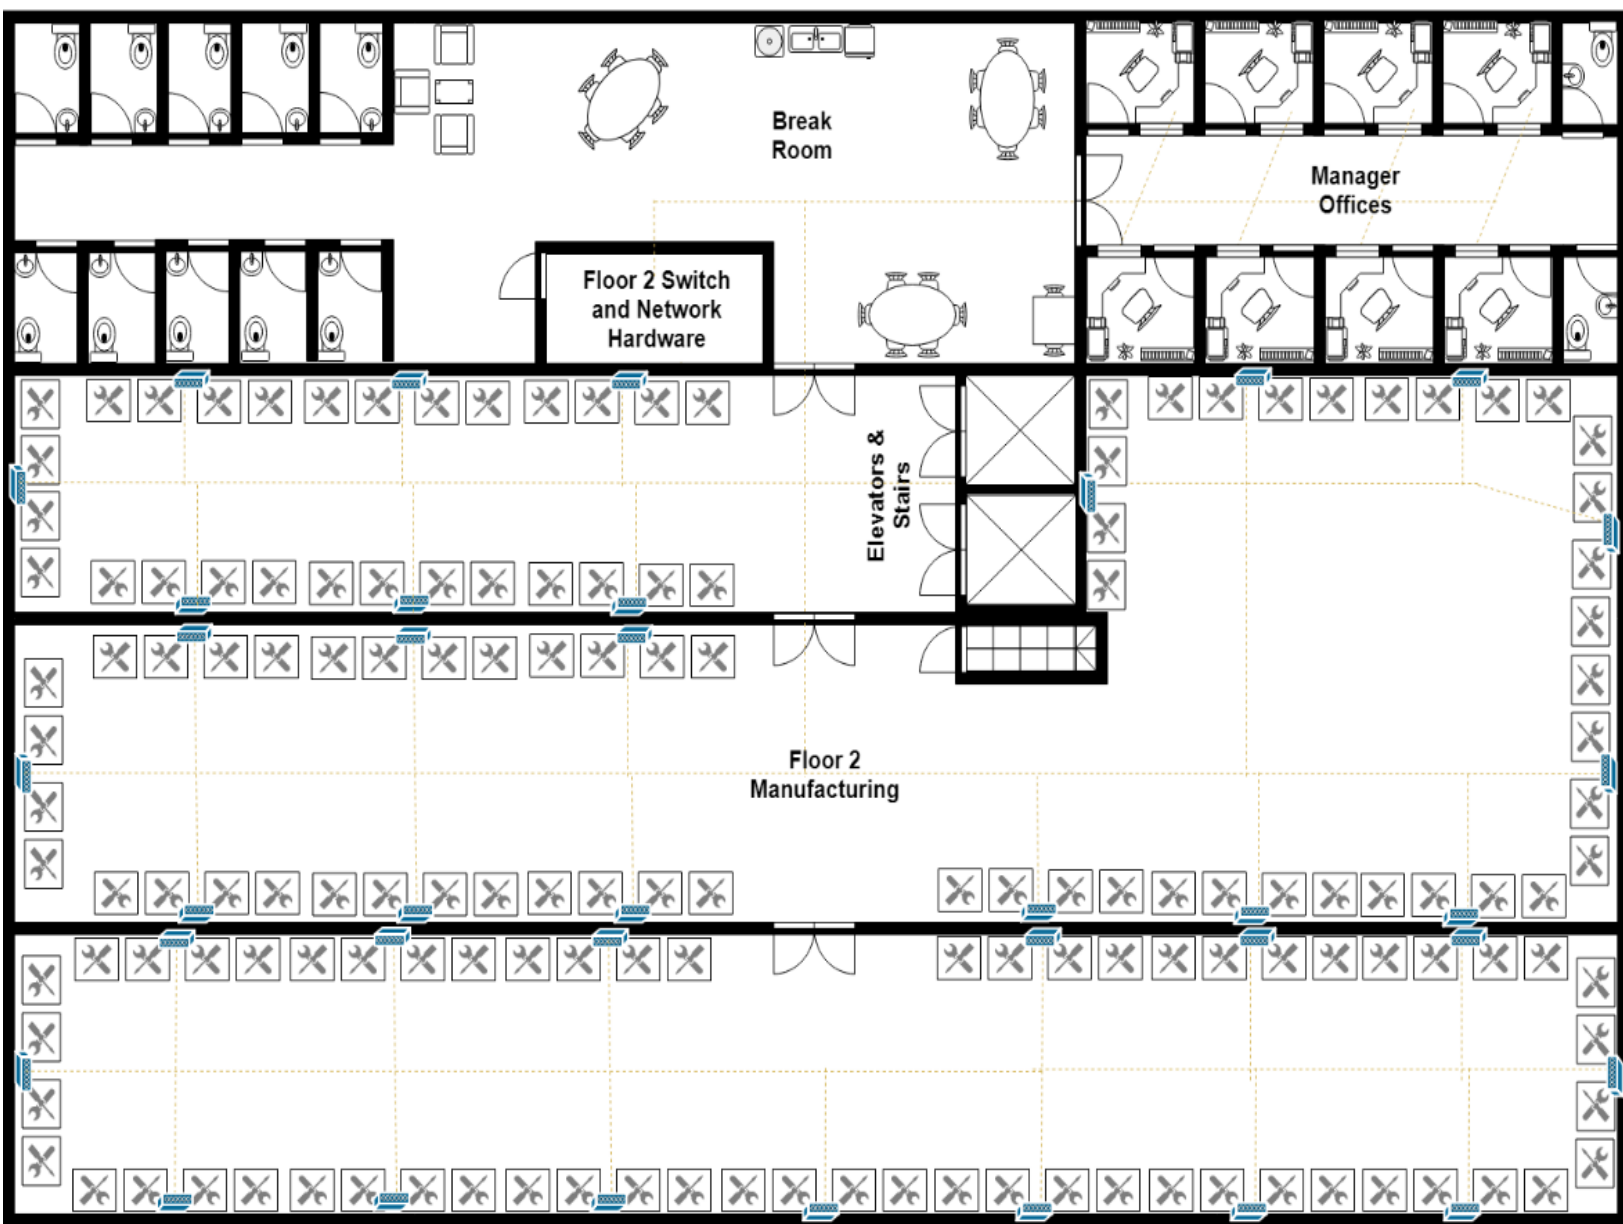 Break
Room
Manager
Offices
Floor 2 Switch
and Network
Hardware
Elevators &
Stairs
Floor 2
Manufacturing